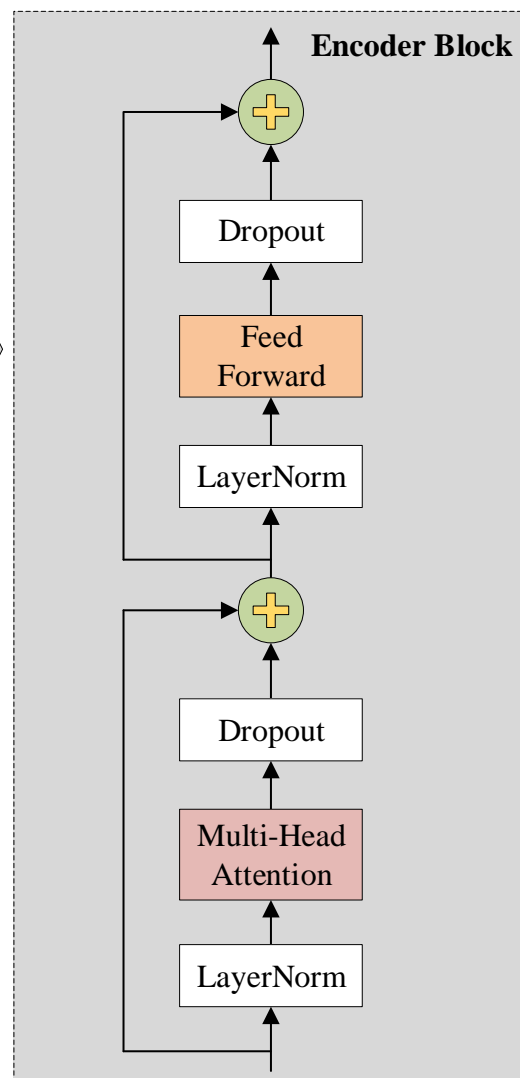 Encoder Block
Dropout
Feed
Forward
LayerNorm
Dropout
Multi-Head
Attention
LayerNorm